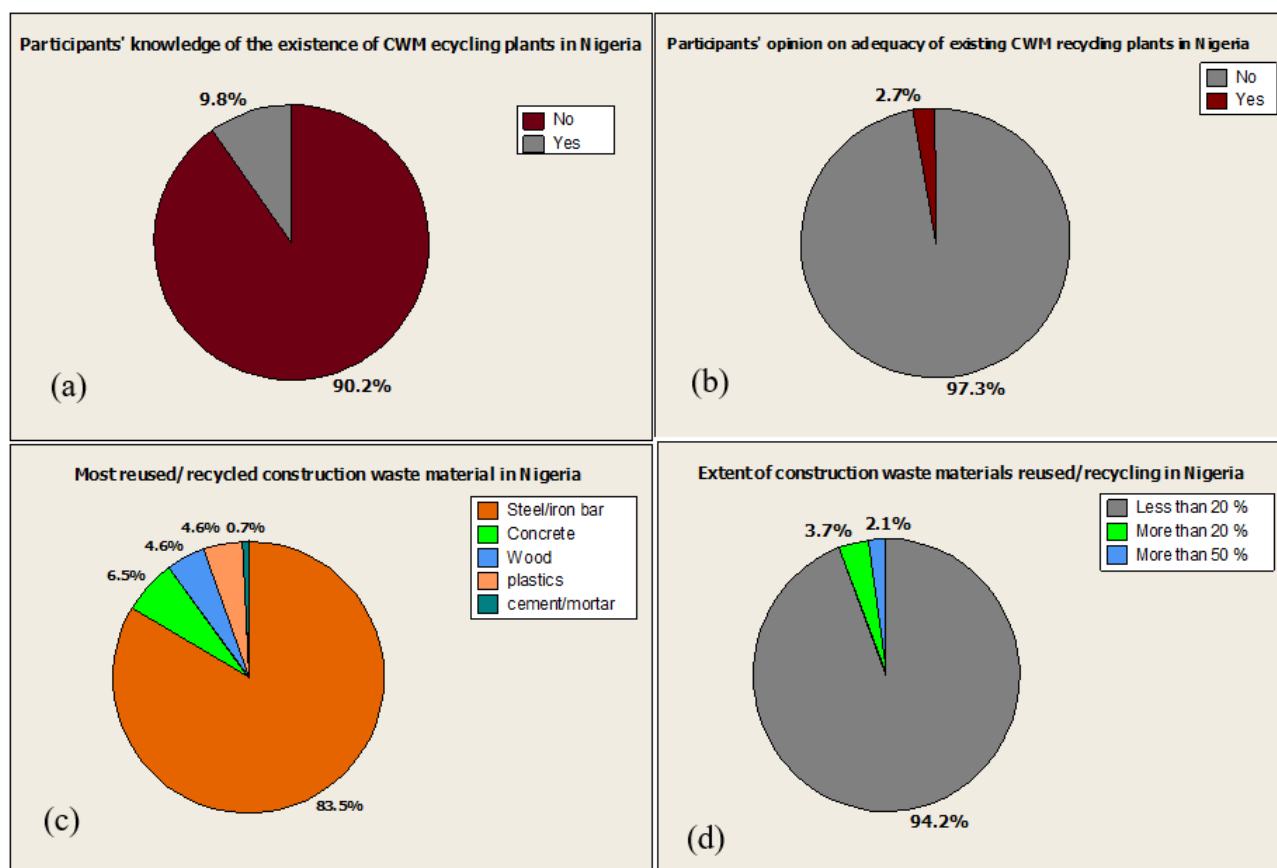 Participants' knowledge of the existence of CWM ecycling plants in Nigeria
9.8%
No
Yes
90.2%
(a)
Participants' opinion on adequacy of existing CWM recycling plants in Nigeria
No
Yes
2.7%
97.3%
(b)
Most reused/recycled construction waste material in Nigeria
Steel/iron bar
Concrete
Wood
plastics
cement/mortar
4.6% 0.7%
4.6%
6.5%
83.5%
(c)
Extent of construction waste materials reused/recycling in Nigeria
Less than 20 %
More than 20 %
More than 50 %
3.7% 2.1%
94.2%
(d)